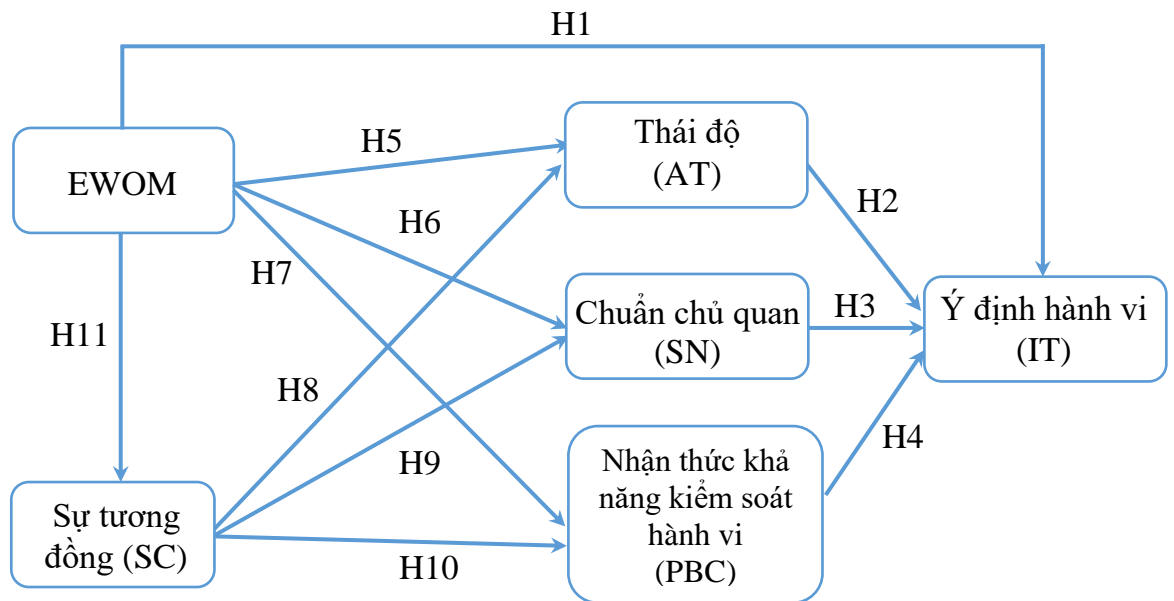 H1
EWOM
H5
Thái độ
(AT)
H2
H6
H7
Chuẩn chủ quan
(SN)
H3
Ý định hành vi
(IT)
H11
H8
H9
H4
Nhận thức khả
năng kiểm soát
hành vi
(PBC)
Sự tương
đồng (SC)
H10